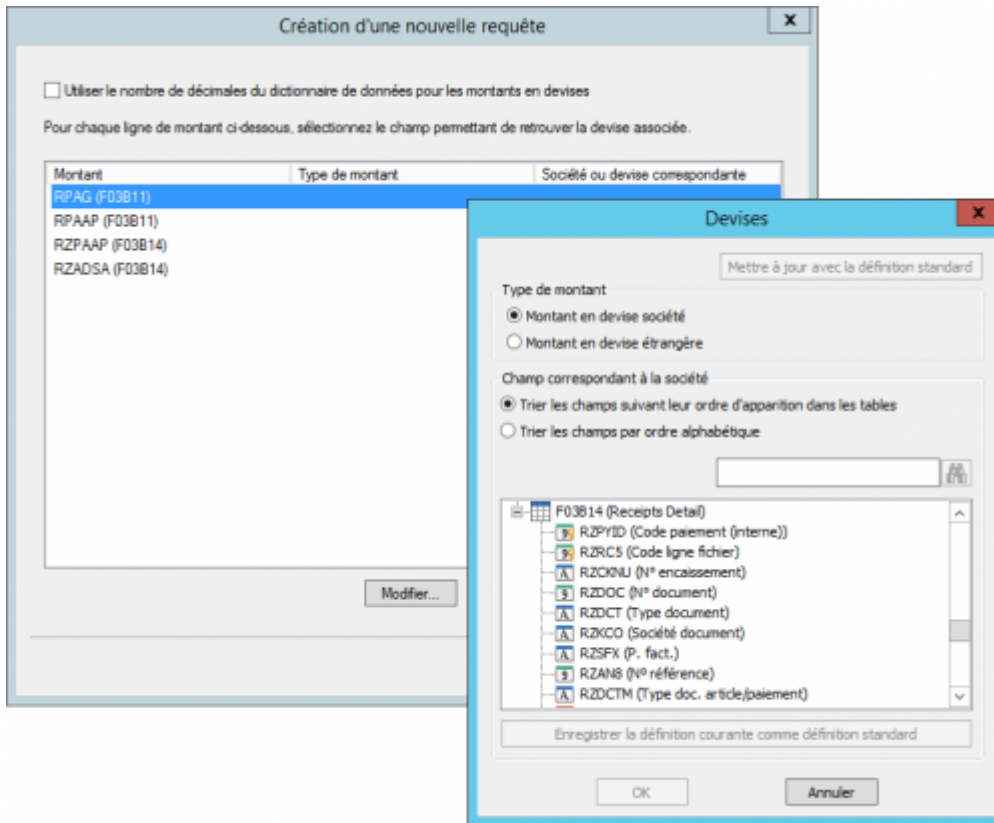 Création d'une nouvelle requête
x
Utiliser le nombre de décimales du dictionnaire de données pour les montants en devises
Pour chaque ligne de montant ci-dessous, sélectionnez le champ permettant de retrouver la devise associée.
Montant Type de montant Société ou devise correspondante
RPAG (F03B11)
RPAAP (F03B11)
RZPAAP (F03B14)
RZADSA (F03B14)
Modifier...
Devises
x
Mettre à jour avec la définition standard
Type de montant
Montant en devise société
Montant en devise étrangère
Champ correspondant à la société
Trier les champs suivant leur ordre d'apparition dans les tables
Trier les champs par ordre alphabétique
F03B14 (Receipts Detail)
9 RZPYID (Code paiement (interne))
9 RZRC5 (Code ligne fichier)
A RZCKNU (N° encaissement)
9 RZDOC (N° document)
A RZDCT (Type document)
A RZKCO (Société document)
A RZSFX (P. fact.)
9 RZAN8 (Nº référence)
A RZDCTM (Type doc. article/paiement)
Enregistrer la définition courante comme définition standard
OK Annuler